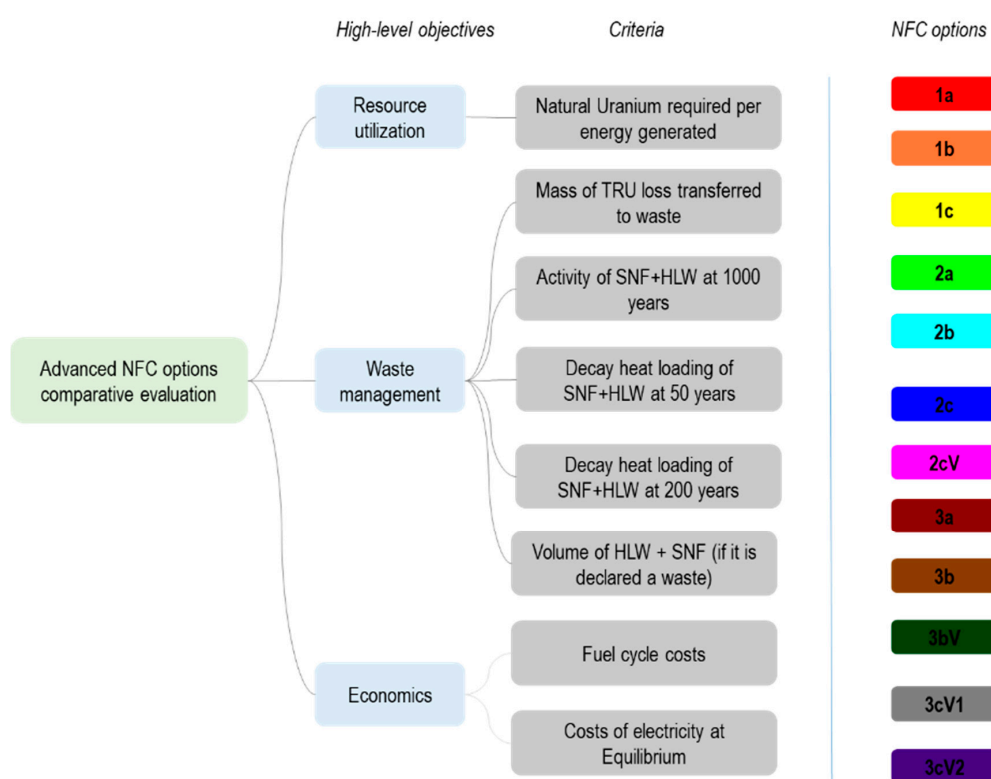 High-level objectives
Criteria
NFC options
Resource
utilization
Natural Uranium required per
energy generated
Mass of TRU loss transferred
to waste
Activity of SNF+HLW at 1000
years
Advanced NFC options
comparative evaluation
Waste
management
Decay heat loading of
SNF+HLW at 50 years
Decay heat loading of
SNF+HLW at 200 years
Volume of HLW + SNF (if it is
declared a waste)
Economics
Fuel cycle costs
Costs of electricity at
Equilibrium
1a
1b
1c
2a
2b
2c
2cV
3a
3b
3bV
3cV1
3cV2